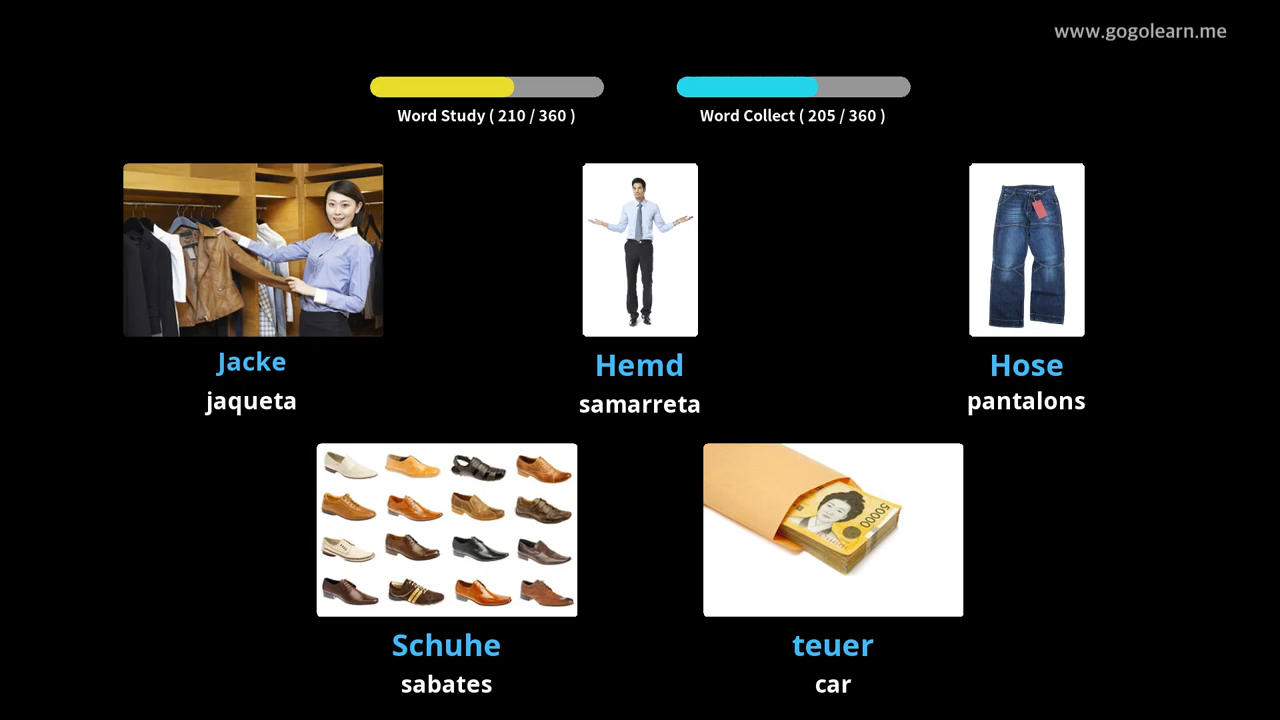 www.gogolearn.me
Word Study ( 210 / 360 )
Word Collect ( 205 / 360 )
Jacke
jaqueta
Hemd
samarreta
Hose
pantalons
50000
Schuhe
sabates
teuer
car